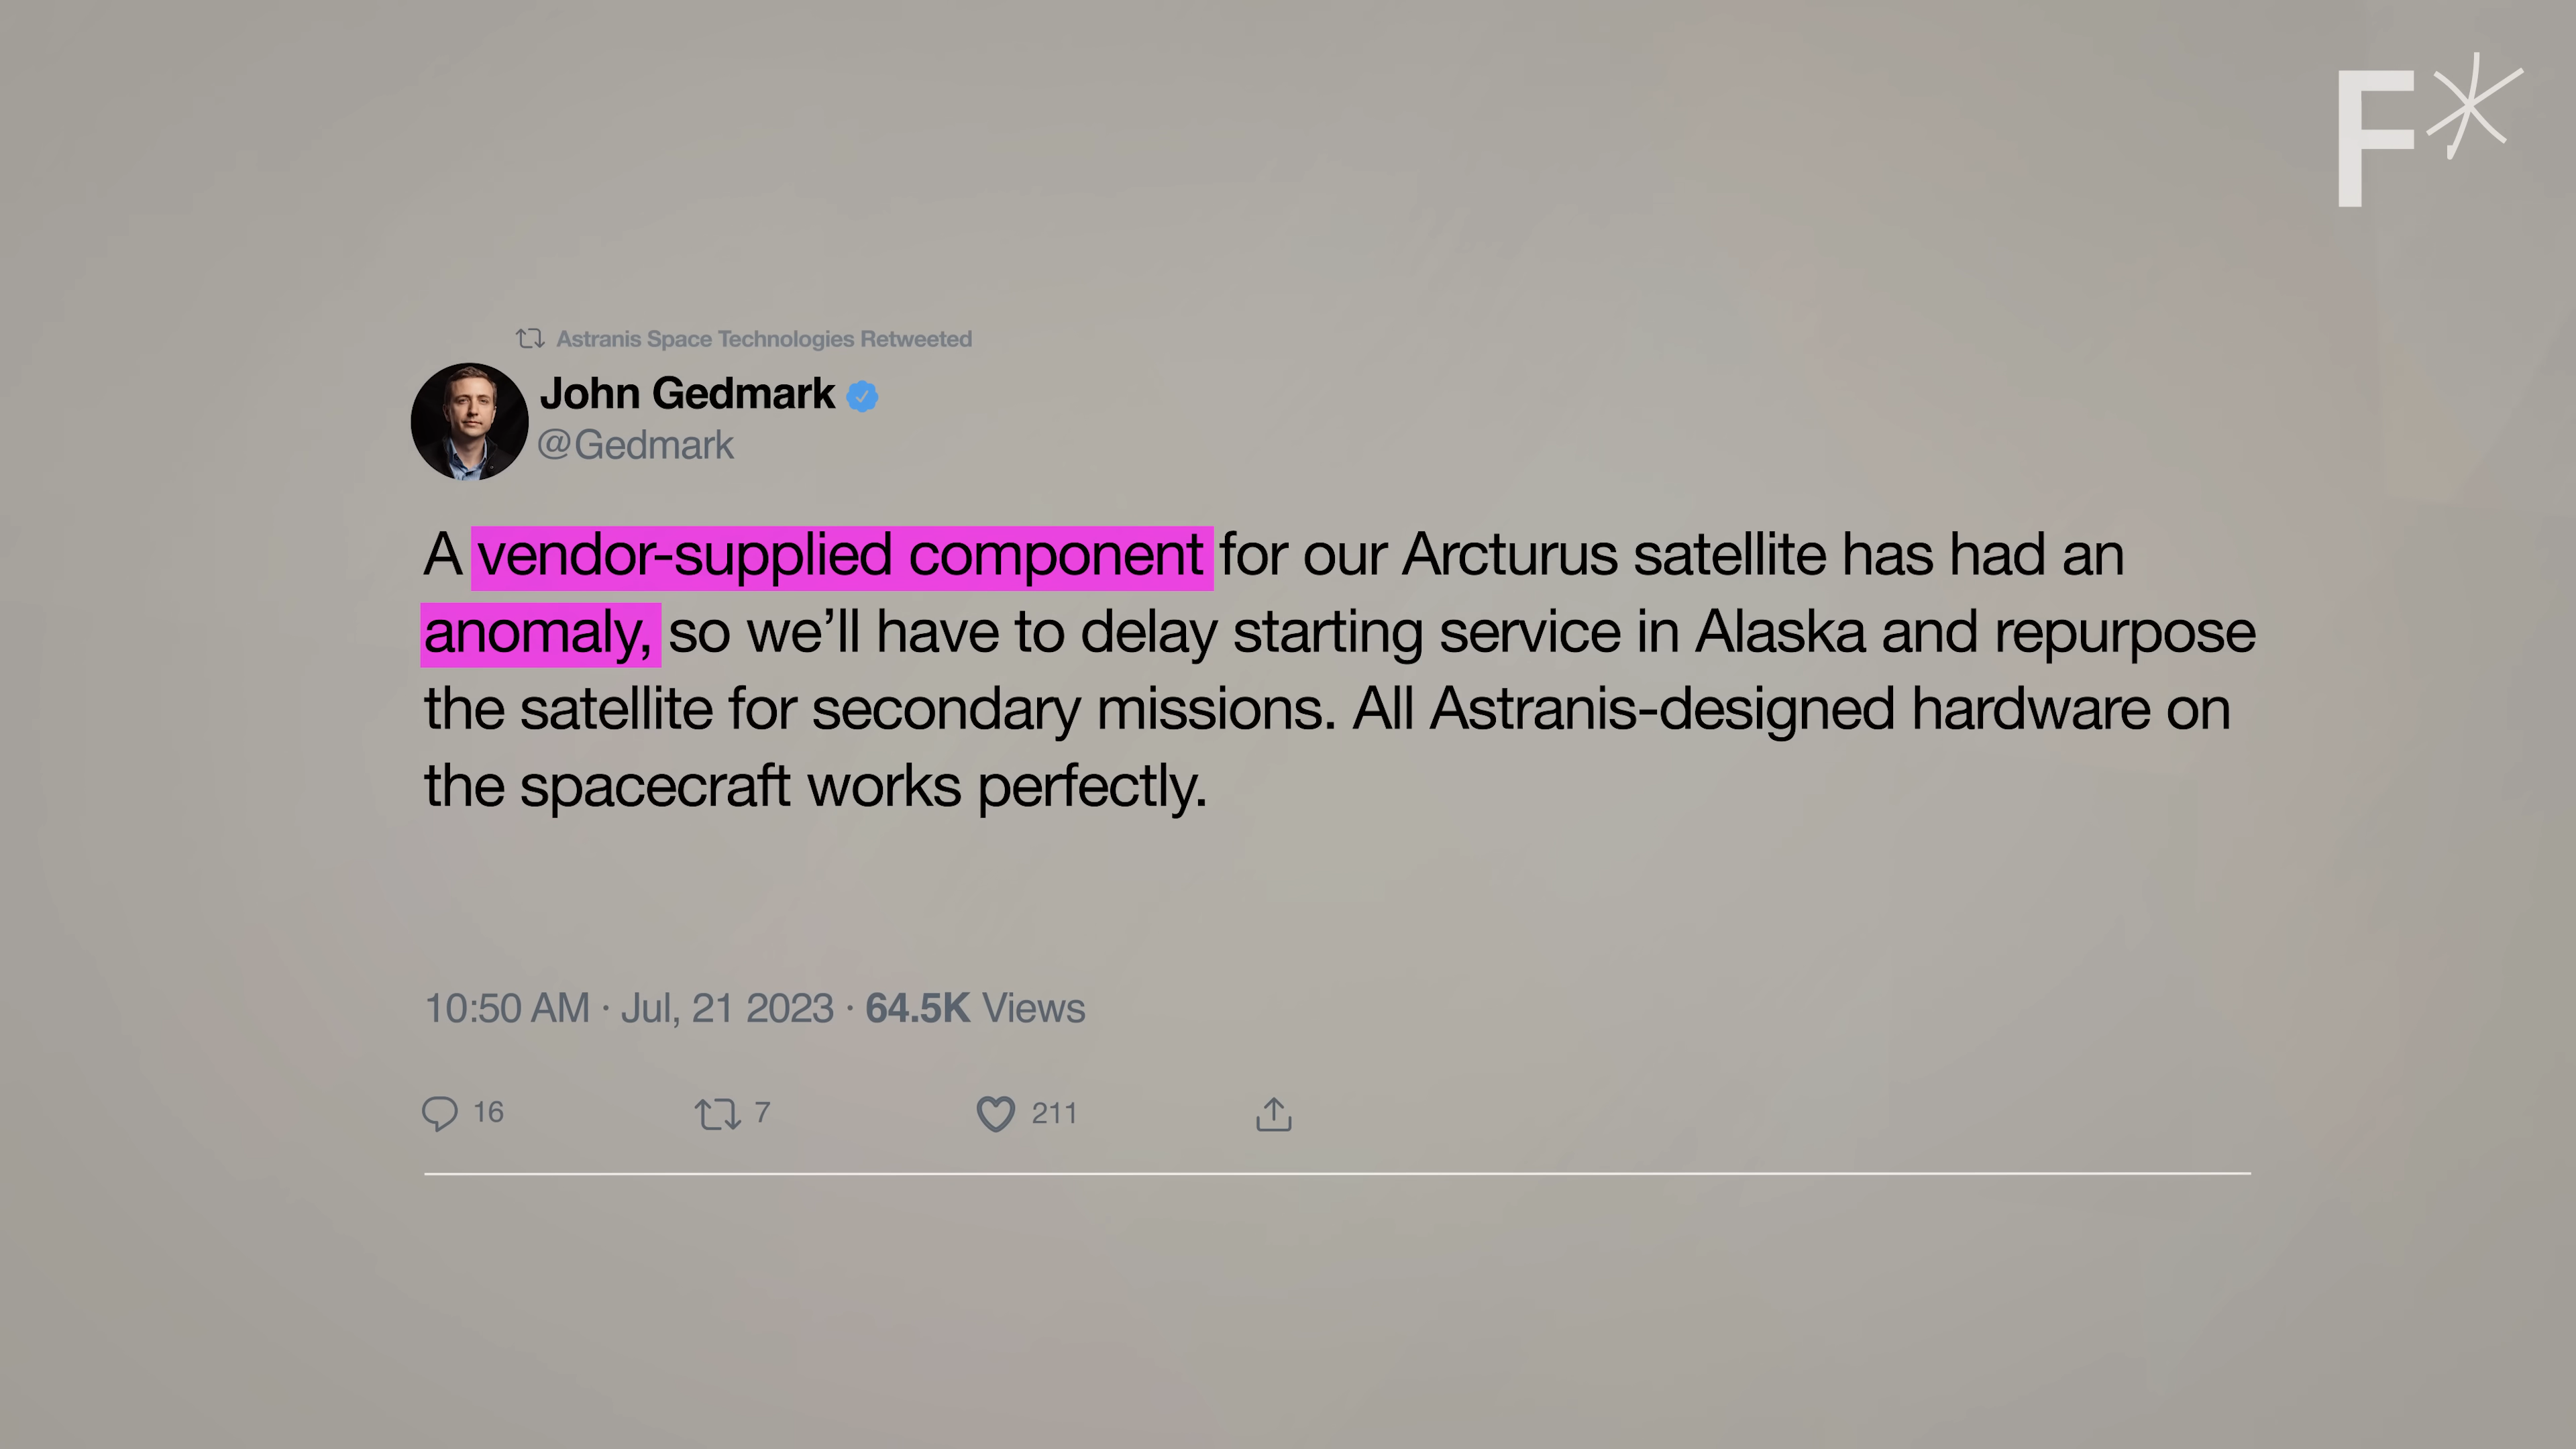 F*
Astranis Space Technologies Retweeted
John Gedmark
@Gedmark
A vendor-supplied component for our Arcturus satellite has had an
anomaly, so we’ll have to delay starting service in Alaska and repurpose
the satellite for secondary missions. All Astranis-designed hardware on
the spacecraft works perfectly.
10:50 AM · Jul, 21 2023 · 64.5K Views
16 7 211